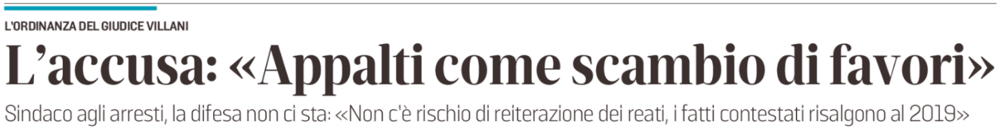 L'ORDINANZA DEL GIUDICE VILLANI
L’accusa: «Appalti come scambio di favori»
Sindaco agli arresti, la difesa non ci sta: «Non c'è rischio di reiterazione dei reati, i fatti contestati risalgono al 2019»